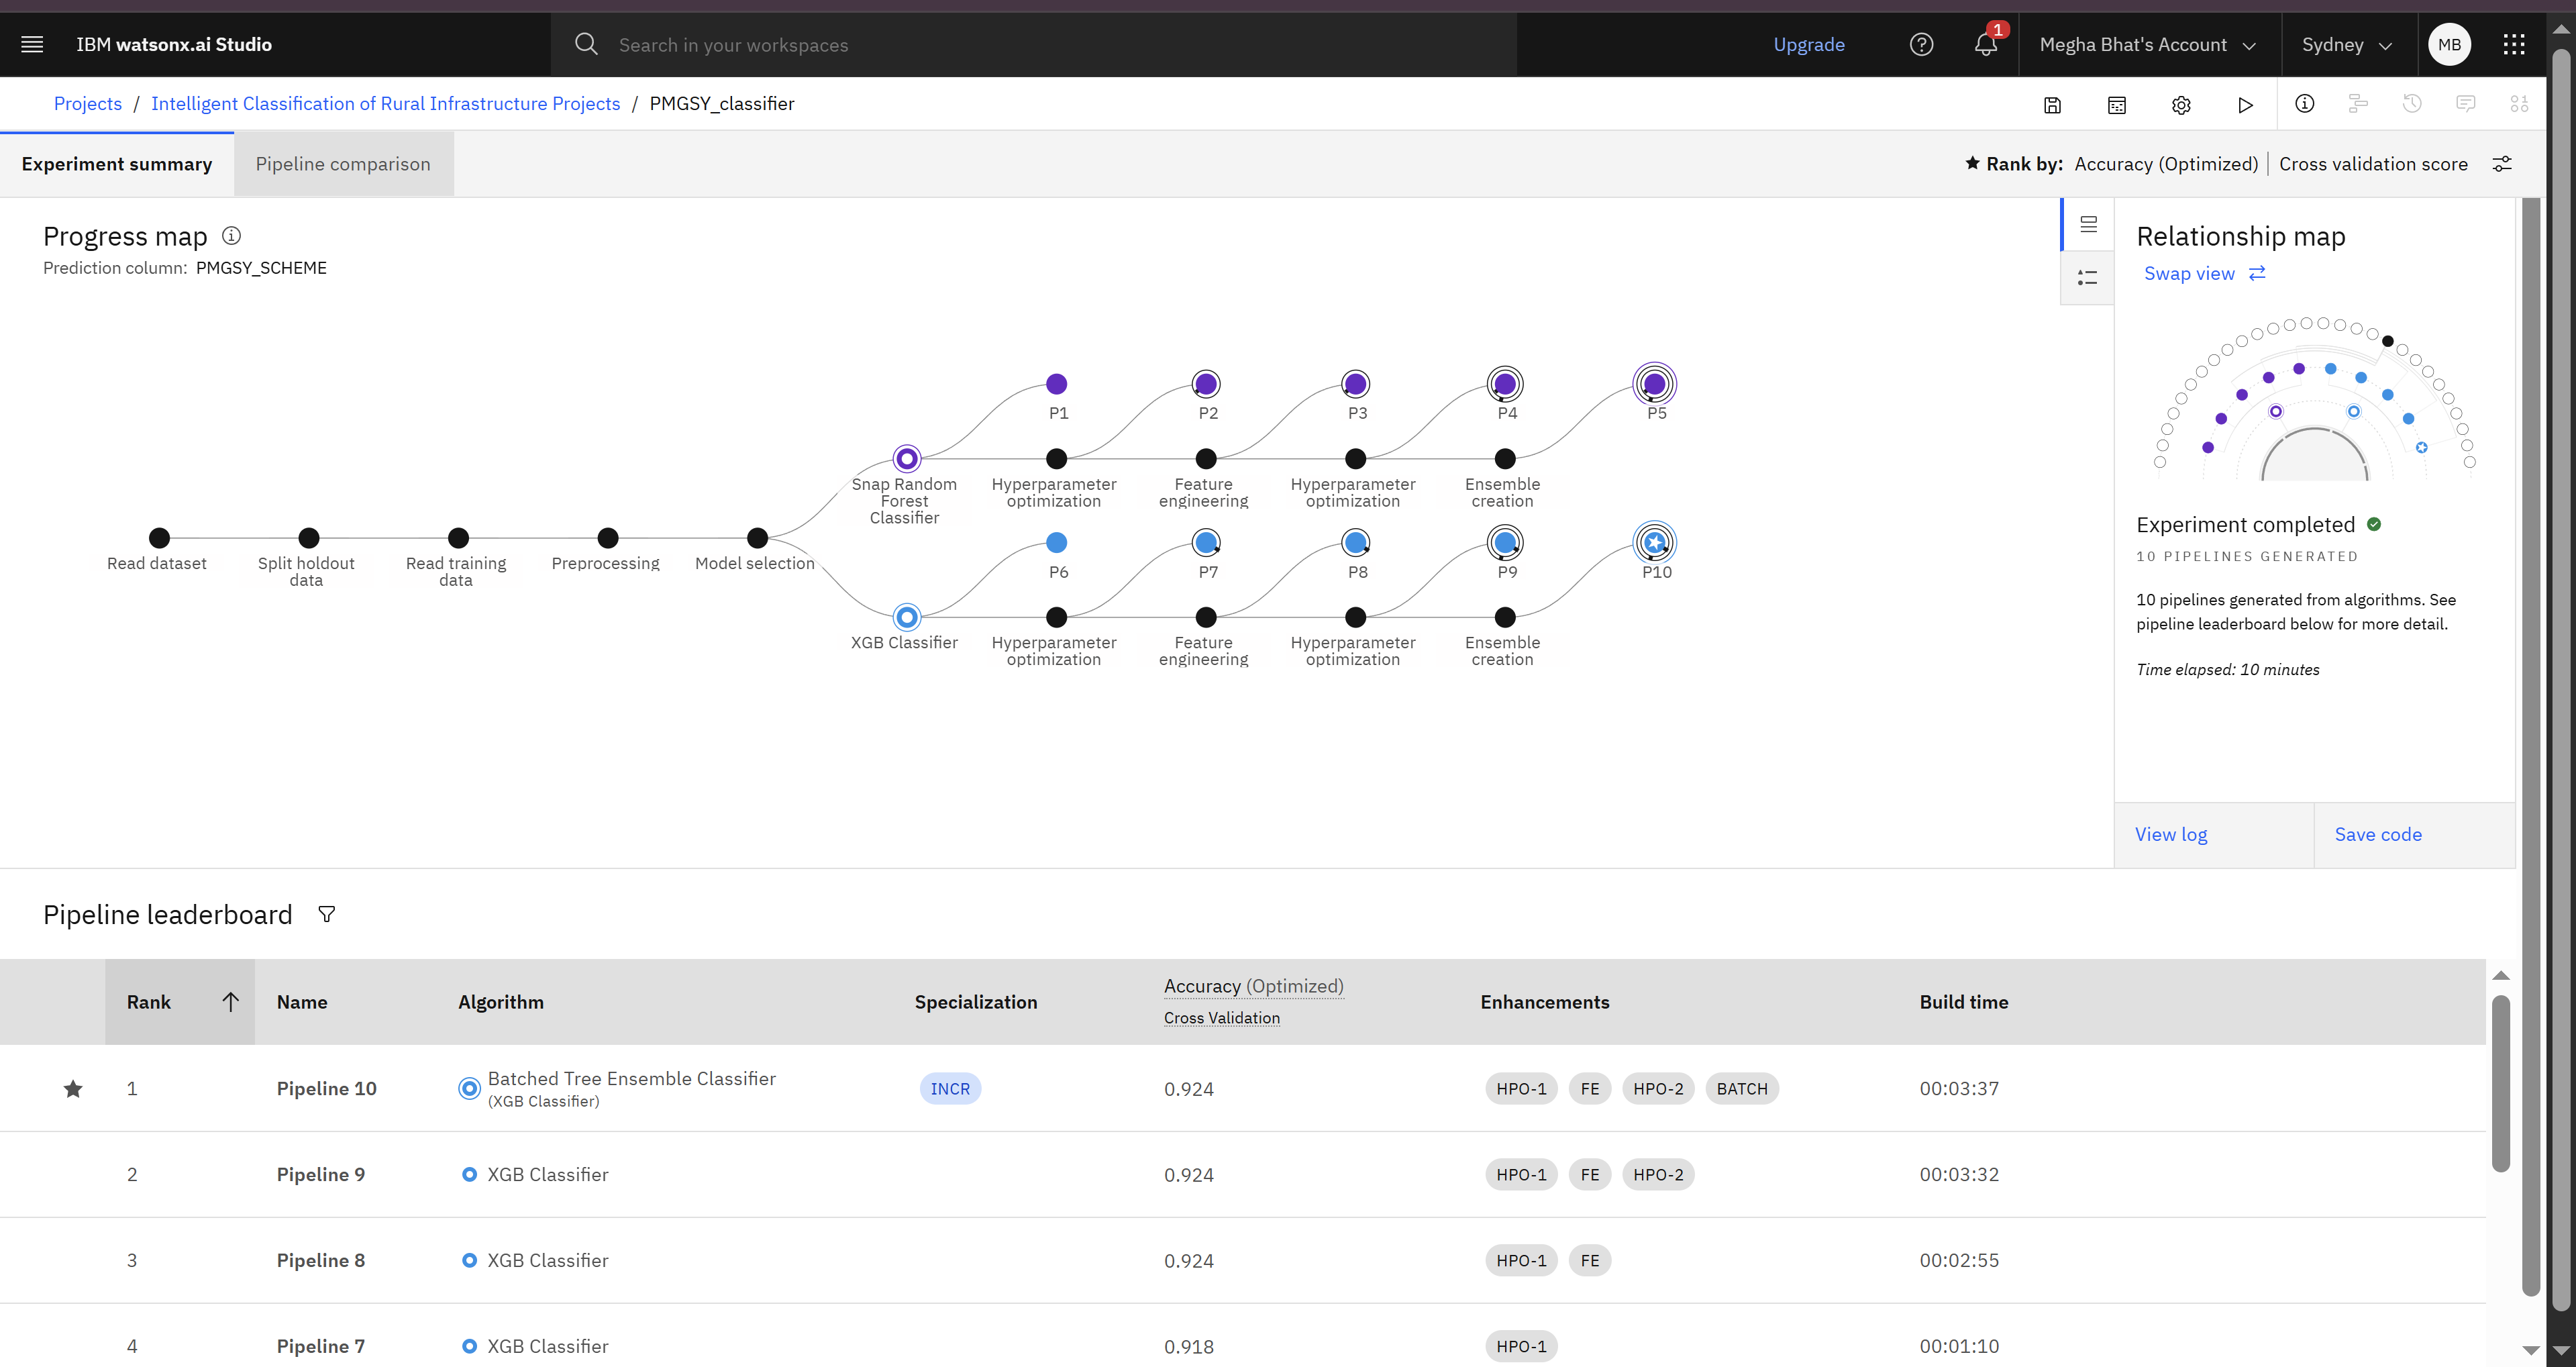 IBM watsonx.ai Studio
Search in your workspaces
Upgrade
1
Megha Bhat's Account
Sydney
MB
Projects / Intelligent Classification of Rural Infrastructure Projects / PMGSY_classifier
Experiment summary
Pipeline comparison
Rank by: Accuracy (Optimized) | Cross validation score
Progress map
Prediction column: PMGSY_SCHEME
P1
P2
P3
P4
P5
Snap Random
Forest
Classifier
Hyperparameter
optimization
Feature
engineering
Hyperparameter
optimization
Ensemble
creation
Read dataset
Split holdout
data
Read training
data
Preprocessing
Model selection
P6
P7
P8
P9
P10
XGB Classifier
Hyperparameter
optimization
Feature
engineering
Hyperparameter
optimization
Ensemble
creation
Relationship map
Swap view
Experiment completed
10 PIPELINES GENERATED
10 pipelines generated from algorithms. See
pipeline leaderboard below for more detail.
Time elapsed: 10 minutes
View log
Save code
Pipeline leaderboard
Rank
Name
Algorithm
Specialization
Accuracy (Optimized)
Cross Validation
Enhancements
Build time
1 Pipeline 10 Batched Tree Ensemble Classifier
(XGB Classifier)
INCR 0.924 HPO-1 FE HPO-2 BATCH 00:03:37
2 Pipeline 9 XGB Classifier 0.924 HPO-1 FE HPO-2 00:03:32
3 Pipeline 8 XGB Classifier 0.924 HPO-1 FE 00:02:55
4 Pipeline 7 XGB Classifier 0.918 HPO-1 00:01:10